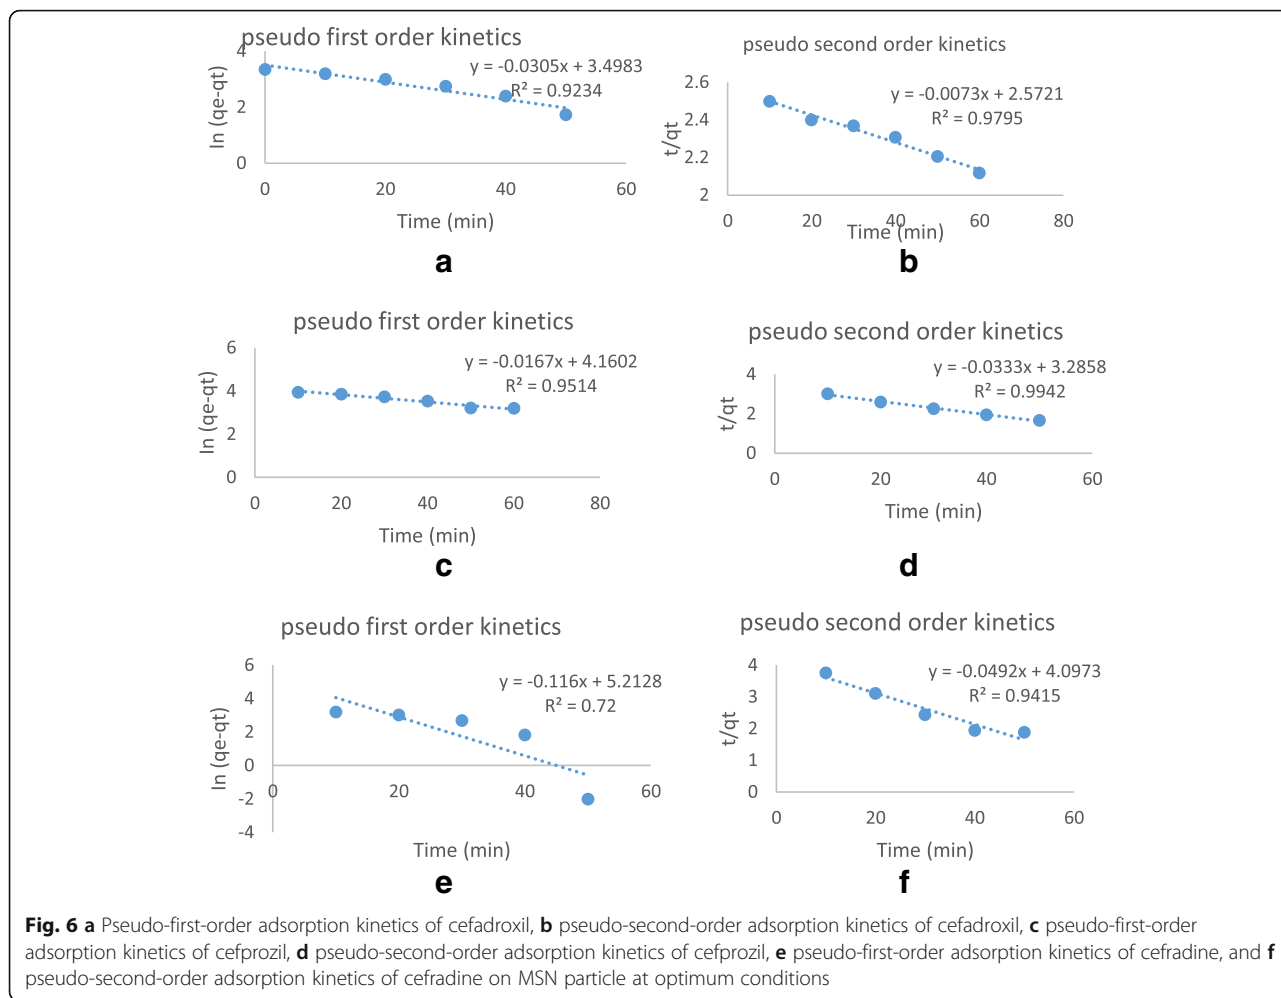 pseudo first order kinetics
y = -0.0305x + 3.4983
R² = 0.9234
4
2
0
ln (qe-qt)
0 20 40 60
Time (min)
a
pseudo second order kinetics
y = -0.0073x + 2.5721
R² = 0.9795
2.6
2.4
2.2
2
t/qt
0 20 40 60 80
Time (min)
b
pseudo first order kinetics
y = -0.0167x + 4.1602
R² = 0.9514
6
4
2
0
ln (qe-qt)
0 10 20 30 40 50 60 70 80
Time (min)
c
pseudo second order kinetics
y = -0.0333x + 3.2858
R² = 0.9942
4
2
0
t/qt
0 10 20 30 40 50 60
Time (min)
d
pseudo first order kinetics
y = -0.116x + 5.2128
R² = 0.72
6
4
2
0
-2
-4
ln (qe-qt)
0 20 40 60
Time (min)
e
pseudo second order kinetics
y = -0.0492x + 4.0973
R² = 0.9415
4
3
2
1
0
t/qt
0 20 40 60
Time (min)
f
Fig. 6 a Pseudo-first-order adsorption kinetics of cefadroxil, b pseudo-second-order adsorption kinetics of cefadroxil, c pseudo-first-order
adsorption kinetics of cefprozil, d pseudo-second-order adsorption kinetics of cefprozil, e pseudo-first-order adsorption kinetics of cefradine, and f
pseudo-second-order adsorption kinetics of cefradine on MSN particle at optimum conditions